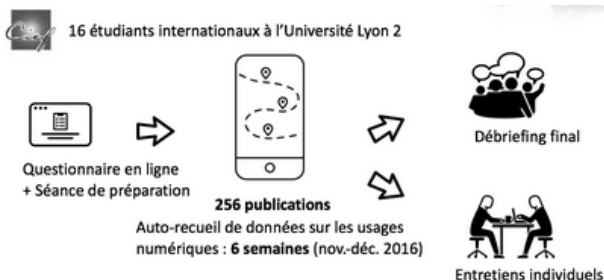 Cief
16 étudiants internationaux à l'Université Lyon 2
Questionnaire en ligne
+ Séance de préparation
256 publications
Auto-recueil de données sur les usages
numériques : 6 semaines (nov.-déc. 2016)
Débriefing final
Entretiens individuels